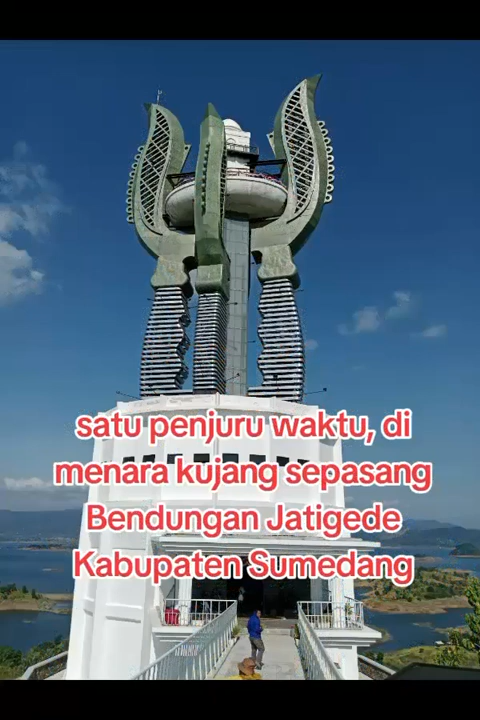 satu penjuru waktu, di
menara kujang sepasang
Bendungan Jatigede
Kabupaten Sumedang